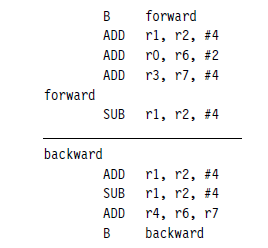 B forward
ADD r1, r2, #4
ADD r0, r6, #2
ADD r3, r7, #4
forward
SUB r1, r2, #4
backward
ADD r1, r2, #4
SUB r1, r2, #4
ADD r4, r6, r7
B backward